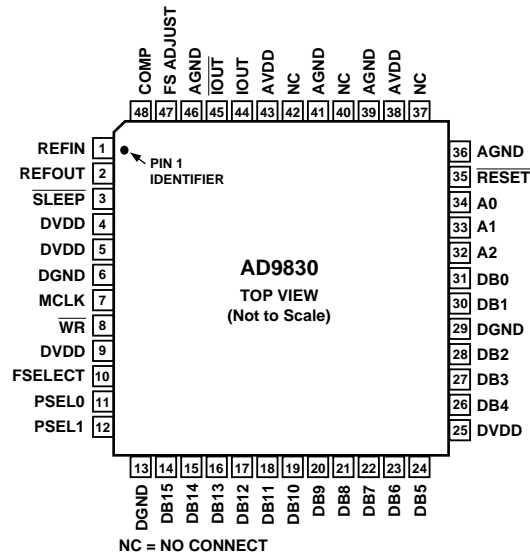 COMP
FS ADJUST
AGND
I̅O̅U̅T̅
IOUT
AVDD
NC
AGND
NC
AGND
AVDD
NC
48 47 46 45 44 43 42 41 40 39 38 37
REFIN 1
REFOUT 2
S̅L̅E̅E̅P̅ 3
DVDD 4
DVDD 5
DGND 6
MCLK 7
W̅R̅ 8
DVDD 9
FSELECT 10
PSEL0 11
PSEL1 12
PIN 1
IDENTIFIER
AD9830
TOP VIEW
(Not to Scale)
36 AGND
35 R̅E̅S̅E̅T̅
34 A0
33 A1
32 A2
31 DB0
30 DB1
29 DGND
28 DB2
27 DB3
26 DB4
25 DVDD
13 14 15 16 17 18 19 20 21 22 23 24
DGND
DB15
DB14
DB13
DB12
DB11
DB10
DB9
DB8
DB7
DB6
DB5
NC = NO CONNECT